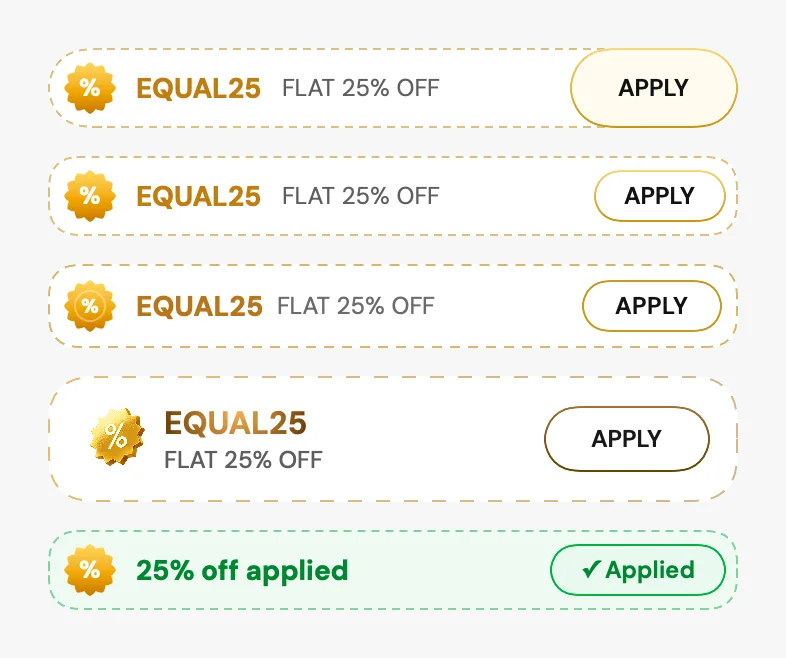 % EQUAL25 FLAT 25% OFF APPLY
% EQUAL25 FLAT 25% OFF APPLY
% EQUAL25 FLAT 25% OFF APPLY
% EQUAL25 APPLY
FLAT 25% OFF
% 25% off applied ✓ Applied